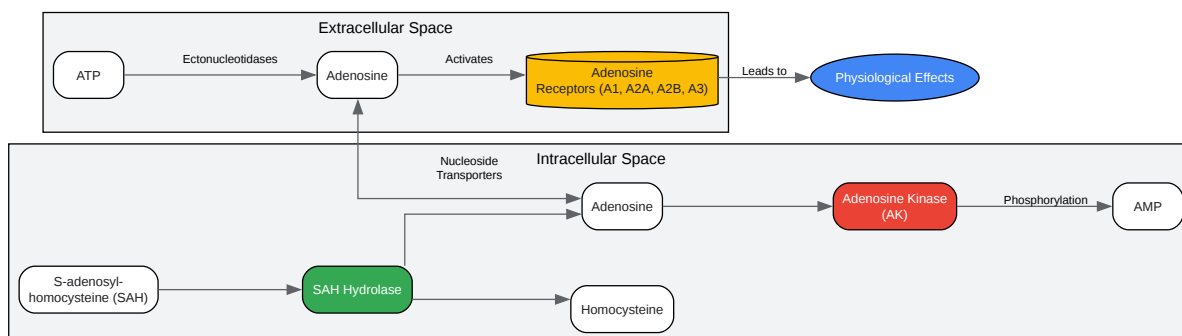 Extracellular Space
ATP
Ectonucleotidases
Adenosine
Activates
Adenosine
Receptors (A1, A2A, A2B, A3)
Leads to
Physiological Effects
Intracellular Space
Nucleoside
Transporters
Adenosine
Adenosine Kinase
(AK)
Phosphorylation
AMP
S-adenosyl-
homocysteine (SAH)
SAH Hydrolase
Homocysteine